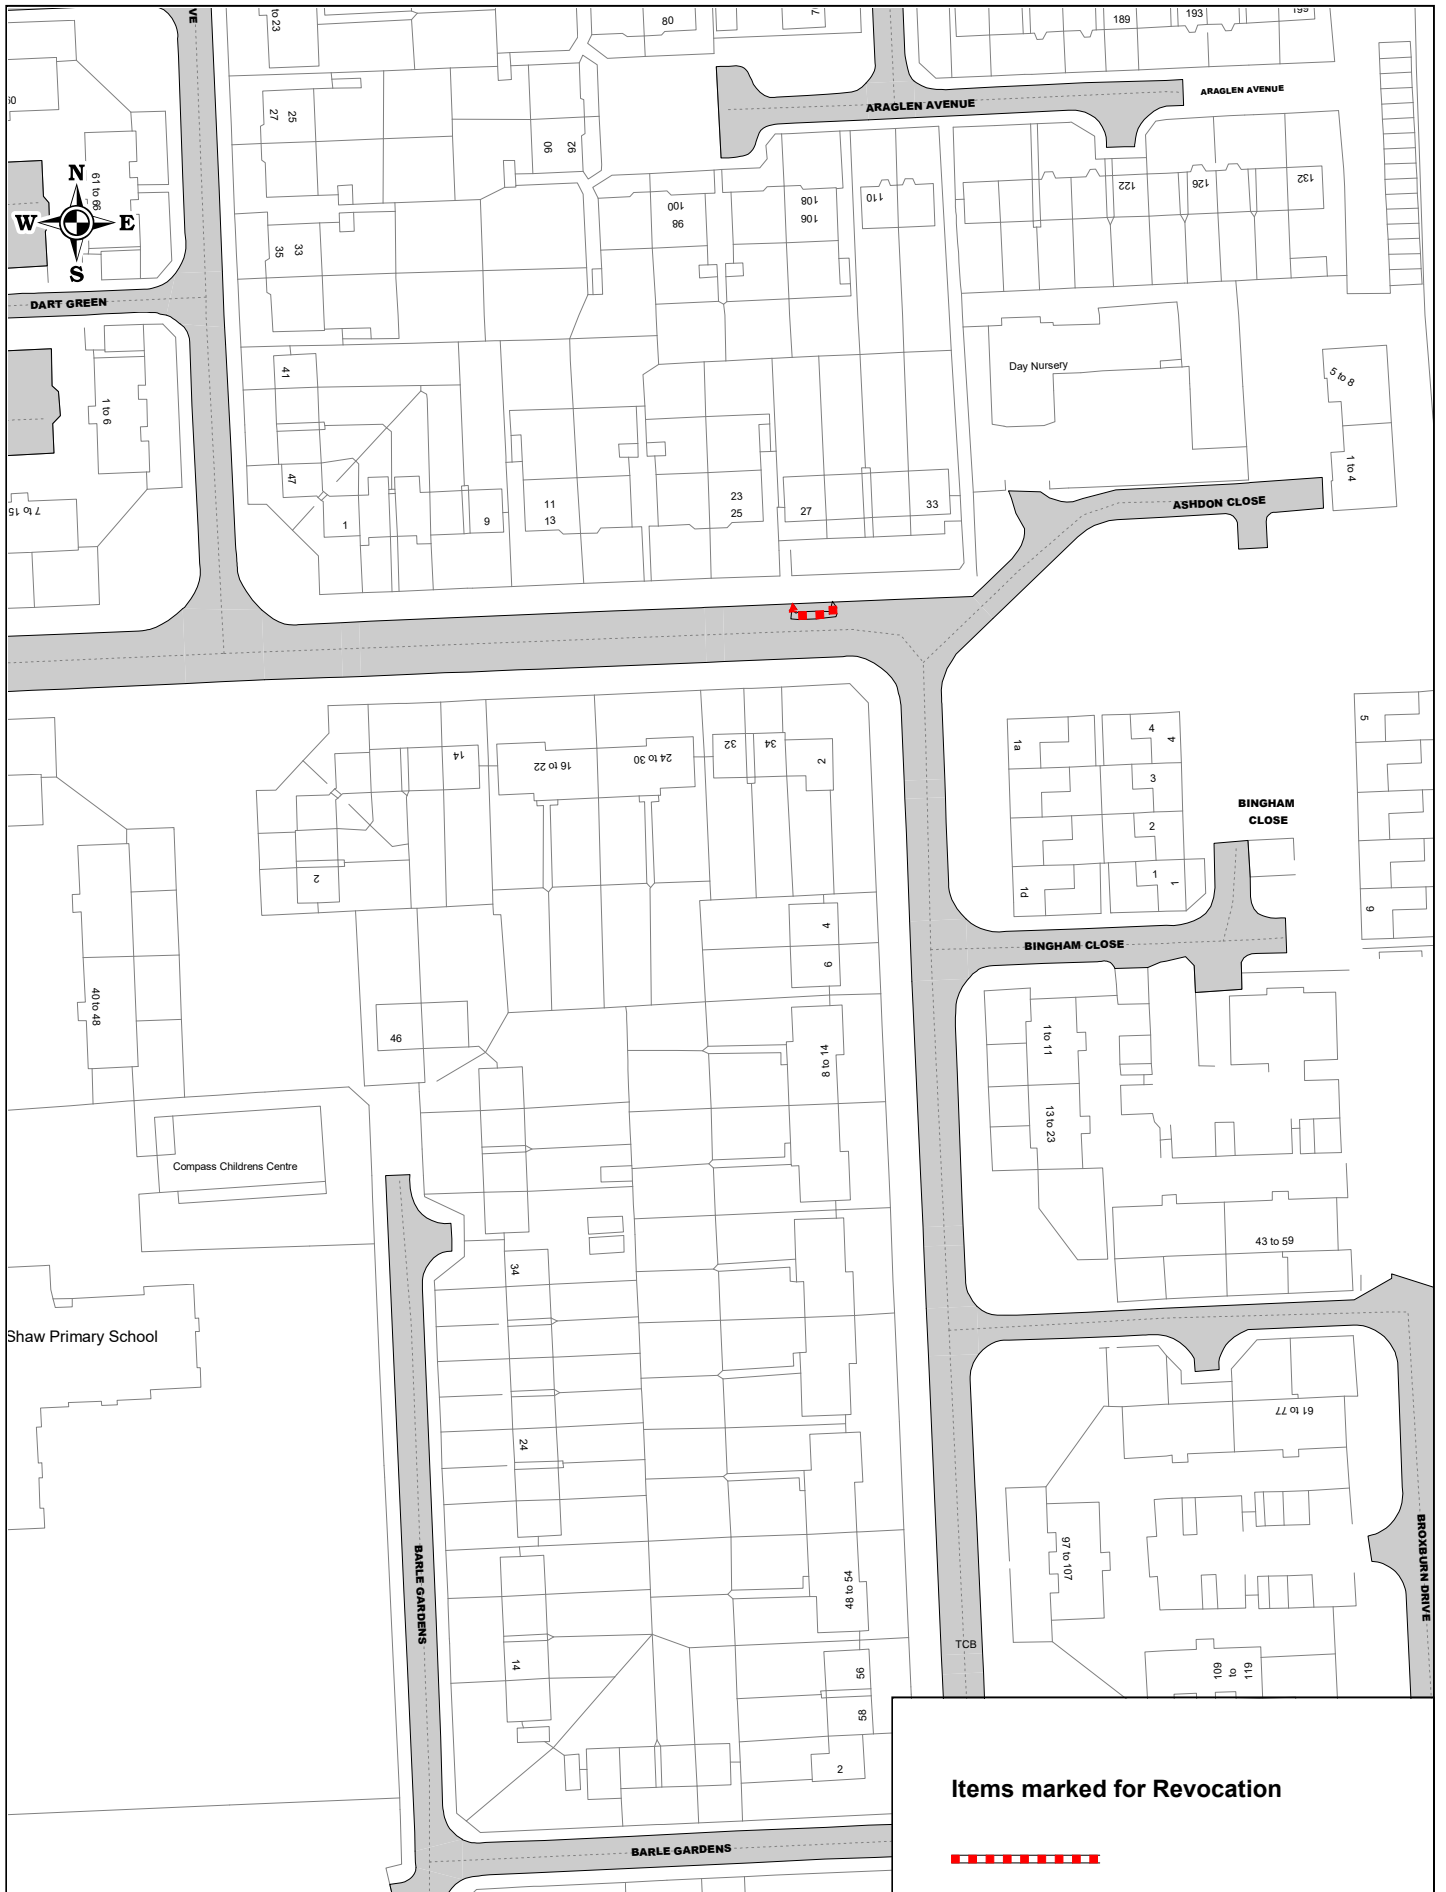 VE
to 23
80
189
193
199
ARAGLEN AVENUE
ARAGLEN AVENUE
27
25
90
92
61 to 66
N
W
E
S
100
98
108
106
110
122
126
132
35
33
DART GREEN
41
Day Nursery
5 to 8
1 to 6
47
1 to 4
7 to 15
1
9
11
13
23
25
27
33
ASHDON CLOSE
14
16 to 22
24 to 30
32
34
2
2
1a
4
4
3
2
1
1
1d
5
BINGHAM
CLOSE
9
4
6
BINGHAM CLOSE
40 to 48
46
8 to 14
1 to 11
13 to 23
Compass Childrens Centre
43 to 59
34
Shaw Primary School
24
61 to 77
BARLE GARDENS
48 to 54
97 to 107
BROXBURN DRIVE
14
TCB
56
58
109
to
119
2
Items marked for Revocation
BARLE GARDENS